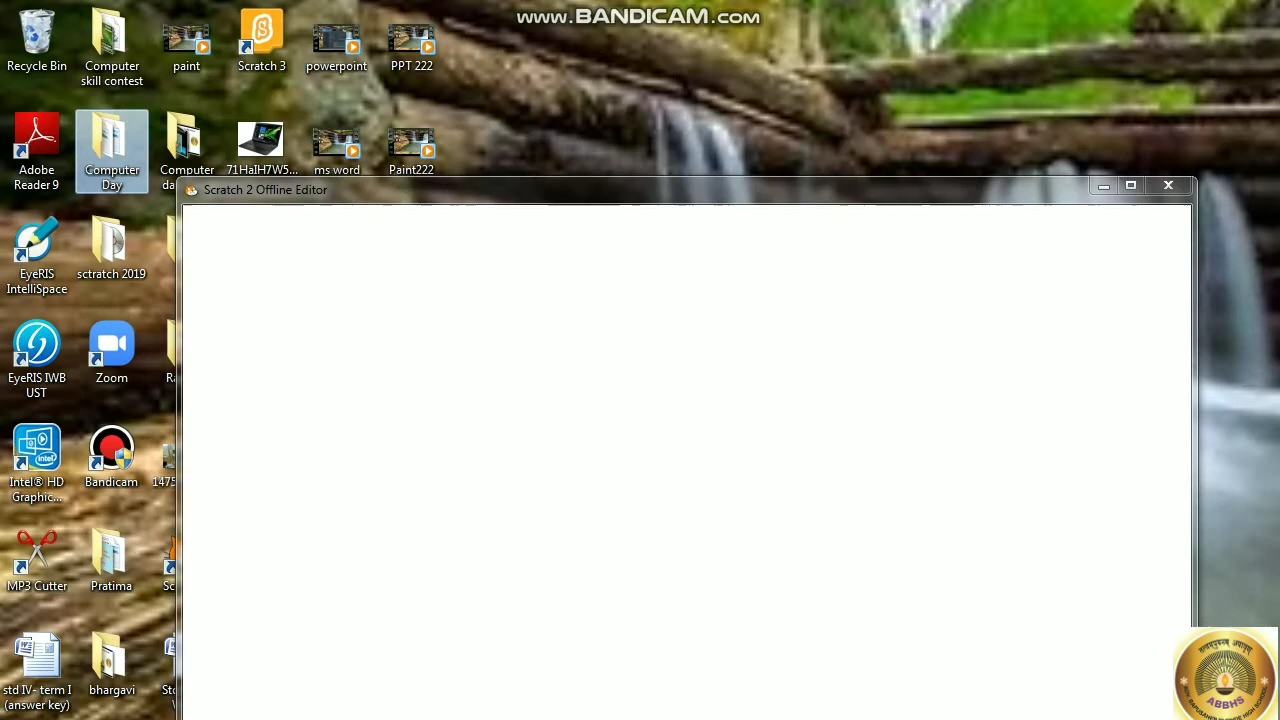 www.BANDICAM.com
Recycle Bin
Computer
skill contest
paint
Scratch 3
powerpoint
PPT 222
Adobe
Reader 9
Computer
Day
Computer
71HaIH7W5...
ms word
Paint222
Scratch 2 Offline Editor
EyeRIS
IntelliSpace
sctratch 2019
EyeRIS IWB
UST
Zoom
Intel® HD
Graphic...
Bandicam
1475
MP3 Cutter
Pratima
std IV- term I
(answer key)
bhargavi
ABBHS